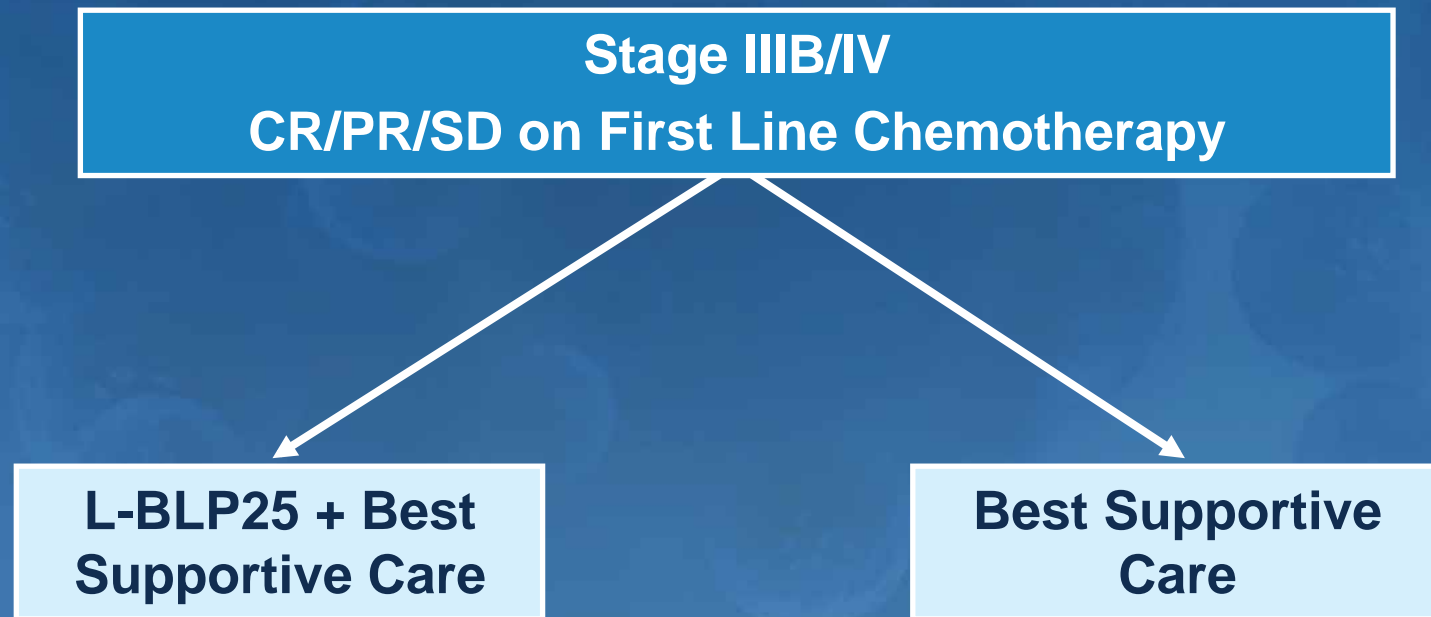 Stage IIIB/IV
CR/PR/SD on First Line Chemotherapy
L-BLP25 + Best
Supportive Care
Best Supportive
Care